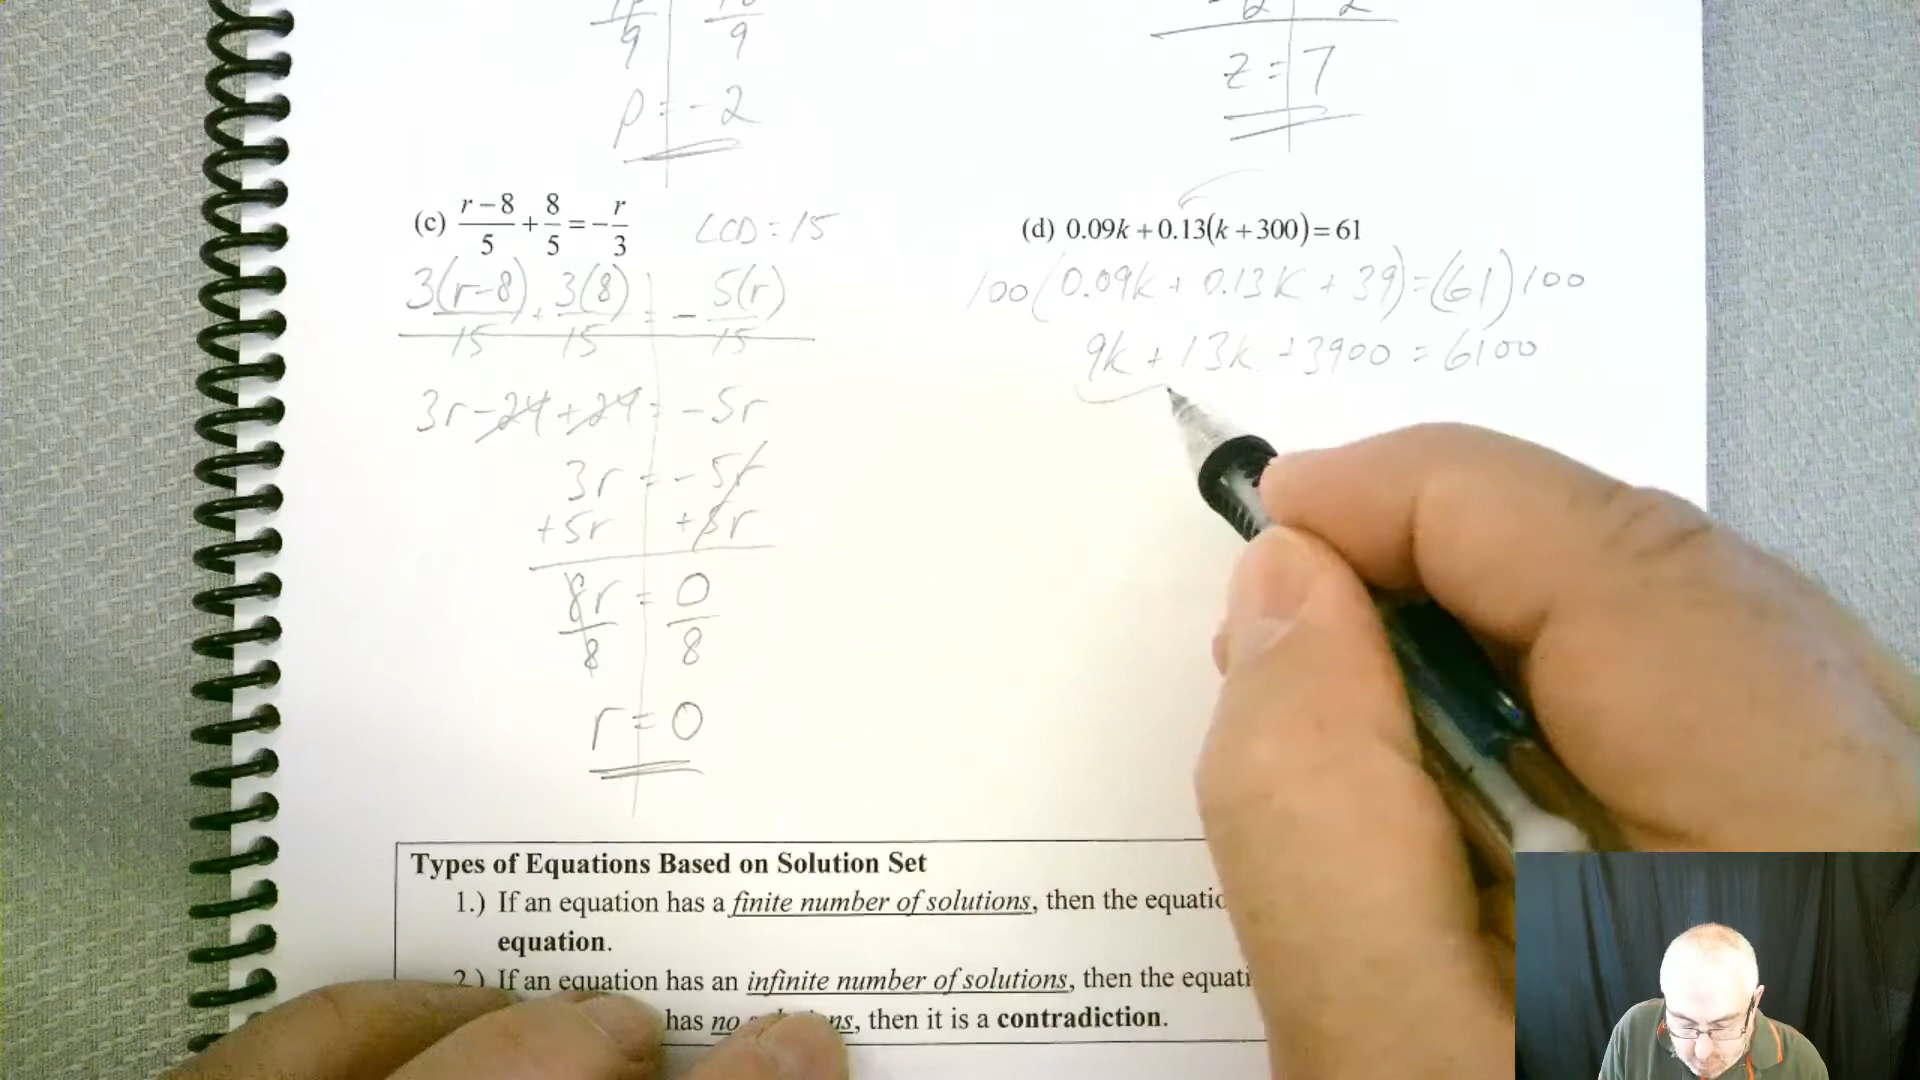 9 9
p = -2
z = 7
(c) r-8/5 + 8/5 = -r/3 LCD = 15
3(r-8)/15 + 3(8)/15 = - 5(r)/15
3r - 24 + 24 = -5r
3r = -5r
+5r +5r
8r/8 = 0/8
r = 0
(d) 0.09k + 0.13(k + 300) = 61
100(0.09k + 0.13k + 39) = (61)100
9k + 13k + 3900 = 6100
Types of Equations Based on Solution Set
1.) If an equation has a finite number of solutions, then the
equation.
2.) If an equation has an infinite number of solutions, then the
has no then it is a contradiction.